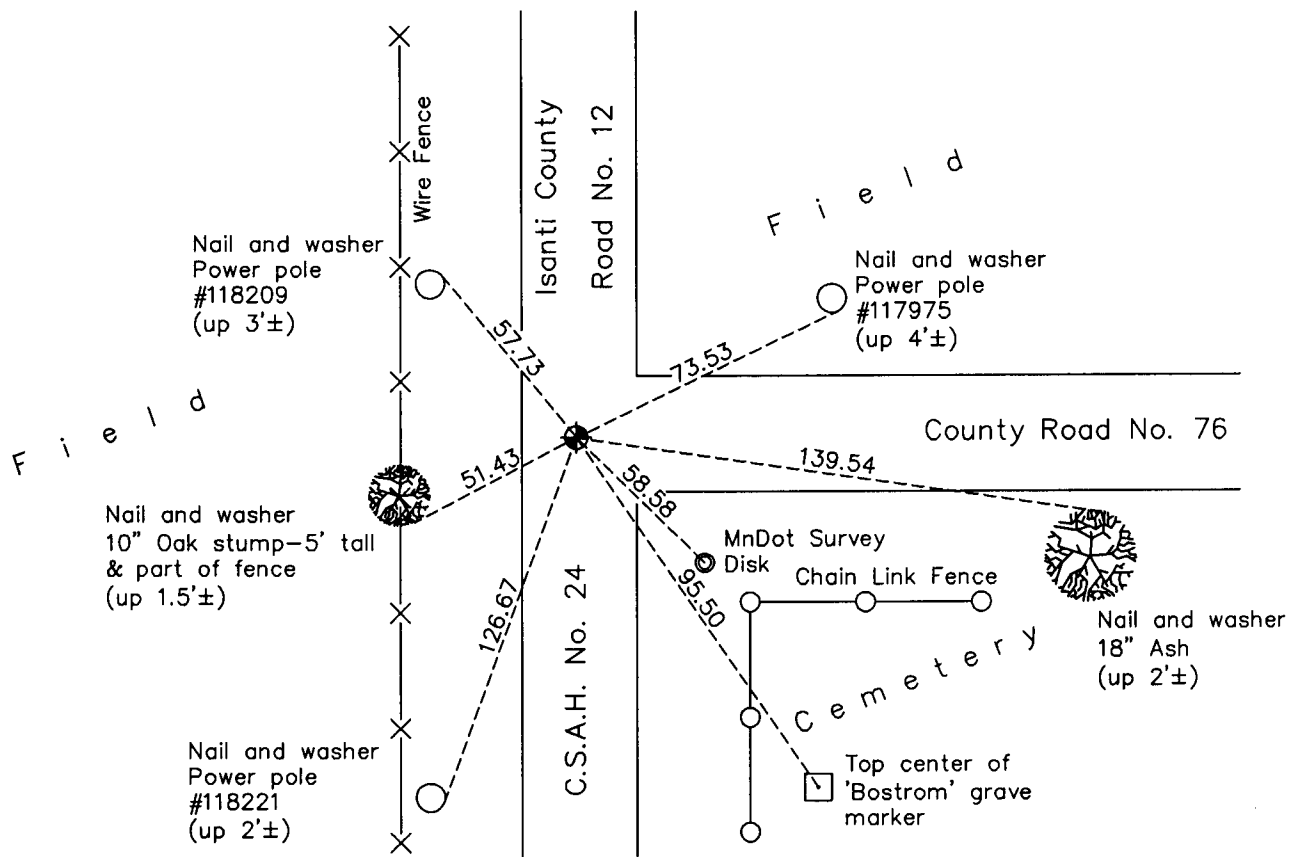 Wire Fence
Isanti County
Road No. 12
Field
Nail and washer
Power pole
#118209
(up 3'±)
Nail and washer
Power pole
#117975
(up 4'±)
57.73
73.53
Field
County Road No. 76
51.43
139.54
58.58
Nail and washer
10" Oak stump-5' tall
& part of fence
(up 1.5'±)
MnDot Survey
Disk
Chain Link Fence
95.50
126.67
C.S.A.H. No. 24
Nail and washer
18" Ash
(up 2'±)
Cemetery
Nail and washer
Power pole
#118221
(up 2'±)
Top center of
'Bostrom' grave
marker